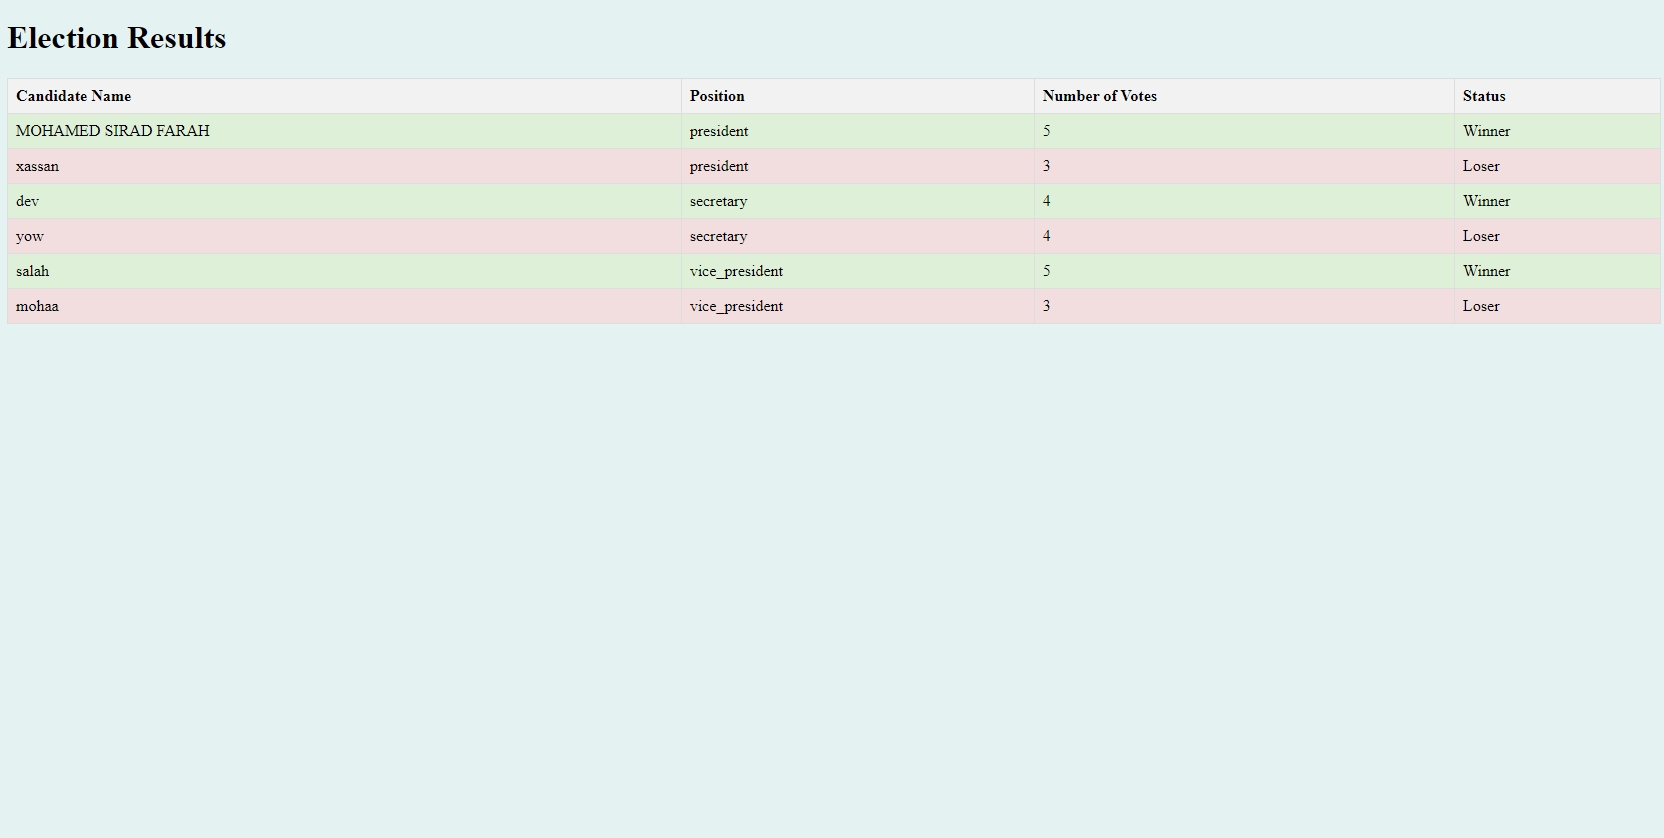 Election Results
Candidate Name Position Number of Votes Status
MOHAMED SIRAD FARAH president 5 Winner
xassan president 3 Loser
dev secretary 4 Winner
yow secretary 4 Loser
salah vice_president 5 Winner
mohaa vice_president 3 Loser